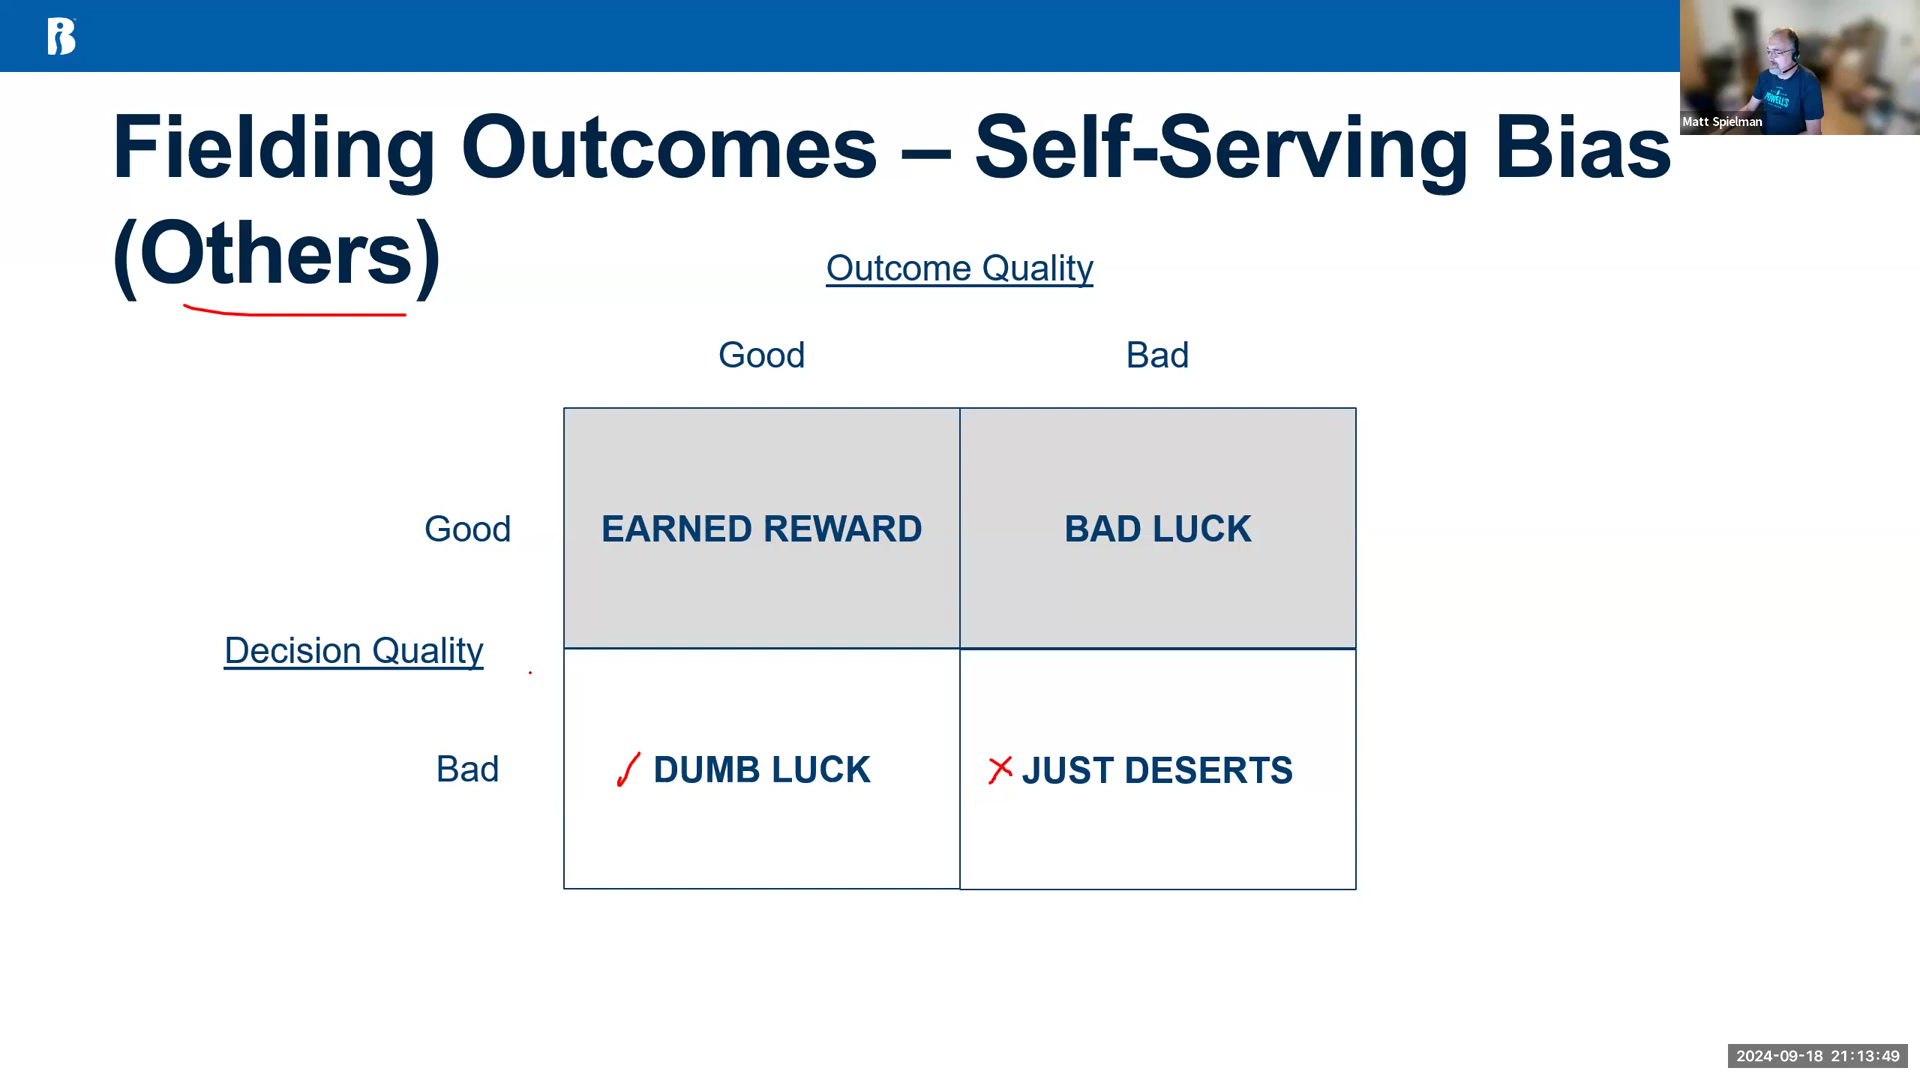 Fielding Outcomes – Self-Serving Bias
(Others)
Outcome Quality
Good Bad
Good EARNED REWARD BAD LUCK
Decision Quality
Bad DUMB LUCK JUST DESERTS
POWELL'S
Matt Spielman
2024-09-18 21:13:49